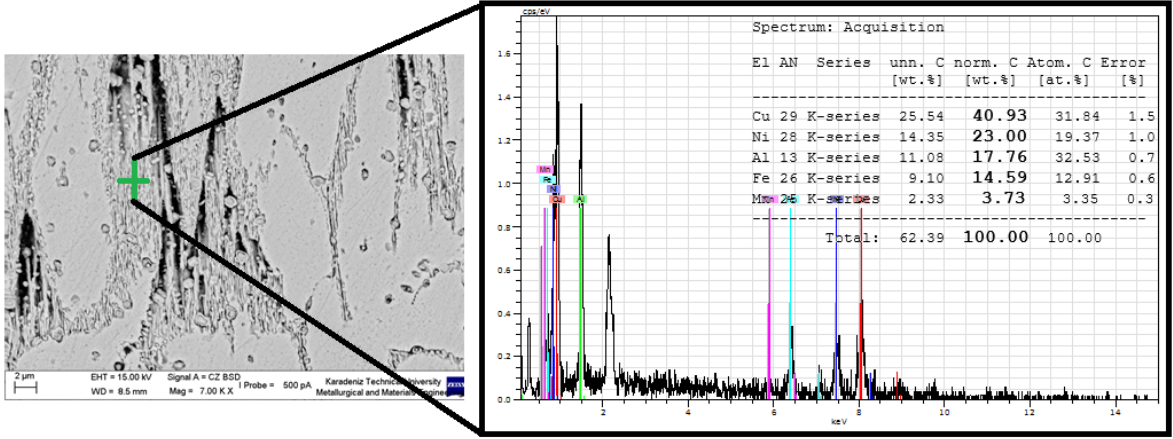 cps/eV
Spectrum: Acquisition
El AN Series unn. C norm. C Atom. C Error
[wt.%] [wt.%] [at.%] [%]
Cu 29 K-series 25.54 40.93 31.84 1.5
Ni 28 K-series 14.35 23.00 19.37 1.0
Al 13 K-series 11.08 17.76 32.53 0.7
Fe 26 K-series 9.10 14.59 12.91 0.6
Mn 25 K-series 2.33 3.73 3.35 0.3
Total: 62.39 100.00 100.00
1.6
1.4
1.2
1.0
0.8
0.6
0.4
0.2
0.0
Mn
Fe
Ni
Cu
Al
2 4 6 8 10 12 14
keV
2 µm
EHT = 15.00 kV Signal A = CZ BSD
WD = 8.5 mm Mag = 7.00 K X
I Probe = 500 pA
Karadeniz Technical University
Metallurgical and Materials
ZEISS